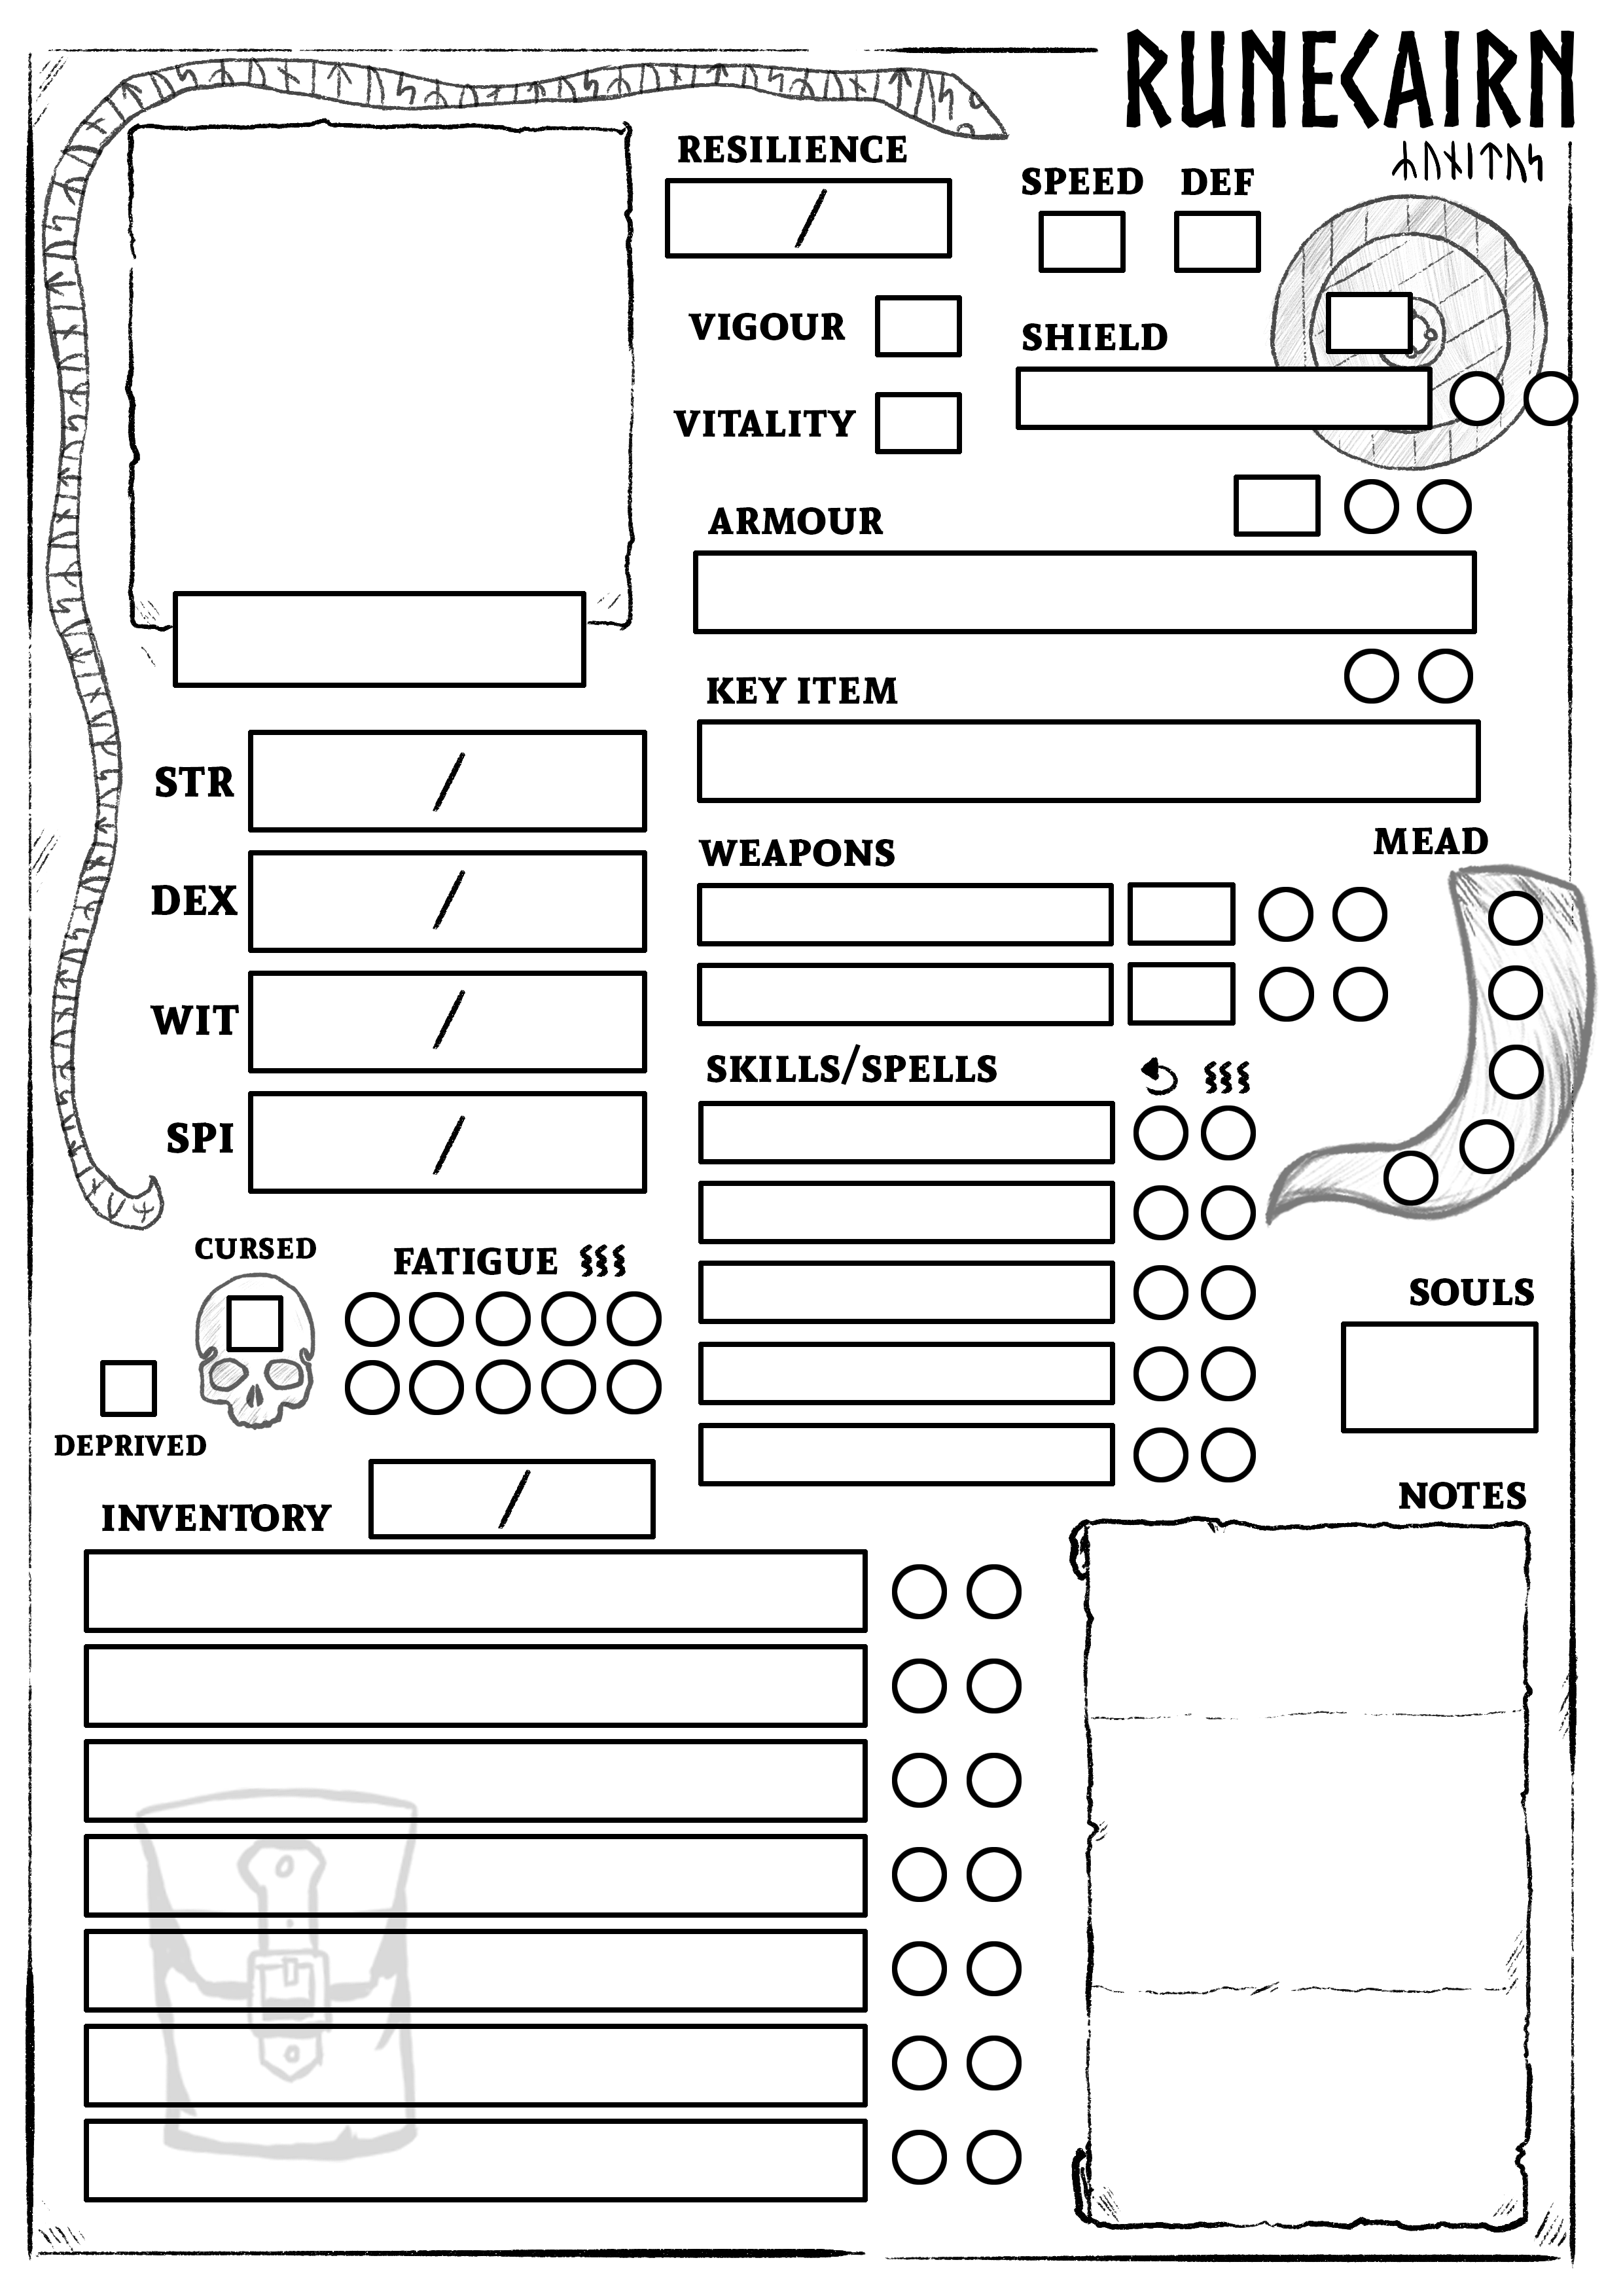 RUNECAIRN
RESILIENCE
/
SPEED DEF
VIGOUR
SHIELD
VITALITY
ARMOUR
KEY ITEM
STR /
DEX /
WIT /
SPI /
WEAPONS
MEAD
SKILLS/SPELLS
CURSED
FATIGUE
DEPRIVED
SOULS
INVENTORY /
NOTES